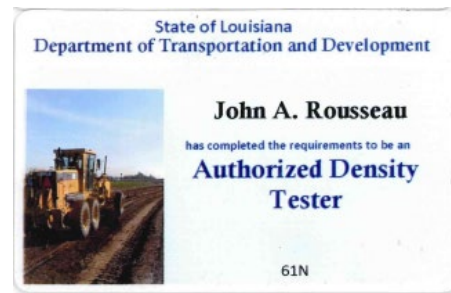 State of Louisiana
Department of Transportation and Development
John A. Rousseau
has completed the requirements to be an
Authorized Density
Tester
61N